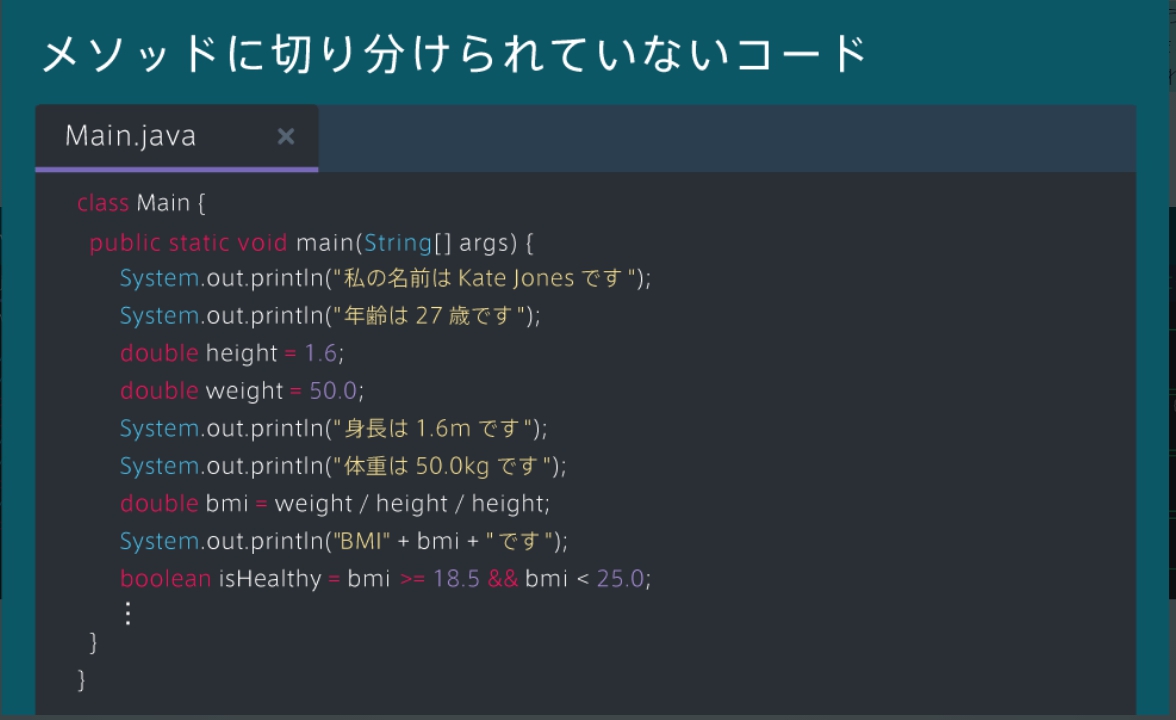 メソッドに切り分けられていないコード
Main.java ×
class Main {
public static void main(String[] args) {
System.out.println("私の名前は Kate Jones です");
System.out.println("年齢は 27 歳です");
double height = 1.6;
double weight = 50.0;
System.out.println("身長は 1.6m です");
System.out.println("体重は 50.0kg です");
double bmi = weight / height / height;
System.out.println("BMI" + bmi + "です");
boolean isHealthy = bmi >= 18.5 && bmi < 25.0;
⋮
}
}